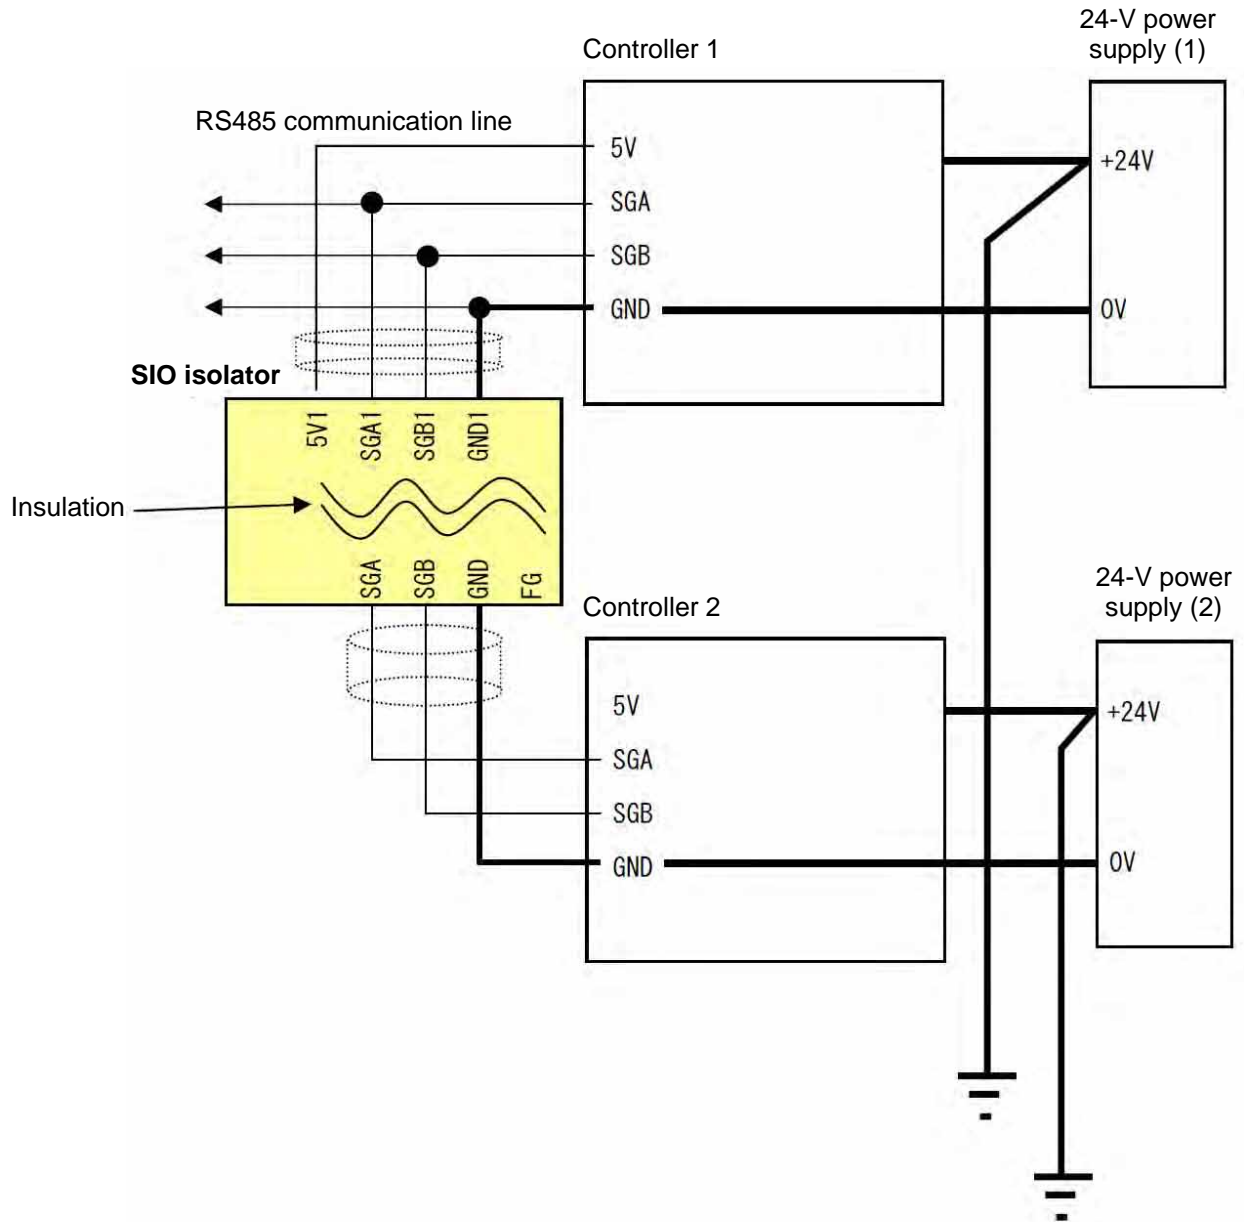 24-V power
supply (1)
Controller 1
RS485 communication line
5V
SGA
SGB
GND
+24V
0V
SIO isolator
5V1
SGA1
SGB1
GND1
Insulation
SGA
SGB
GND
FG
24-V power
supply (2)
Controller 2
5V
SGA
SGB
GND
+24V
0V